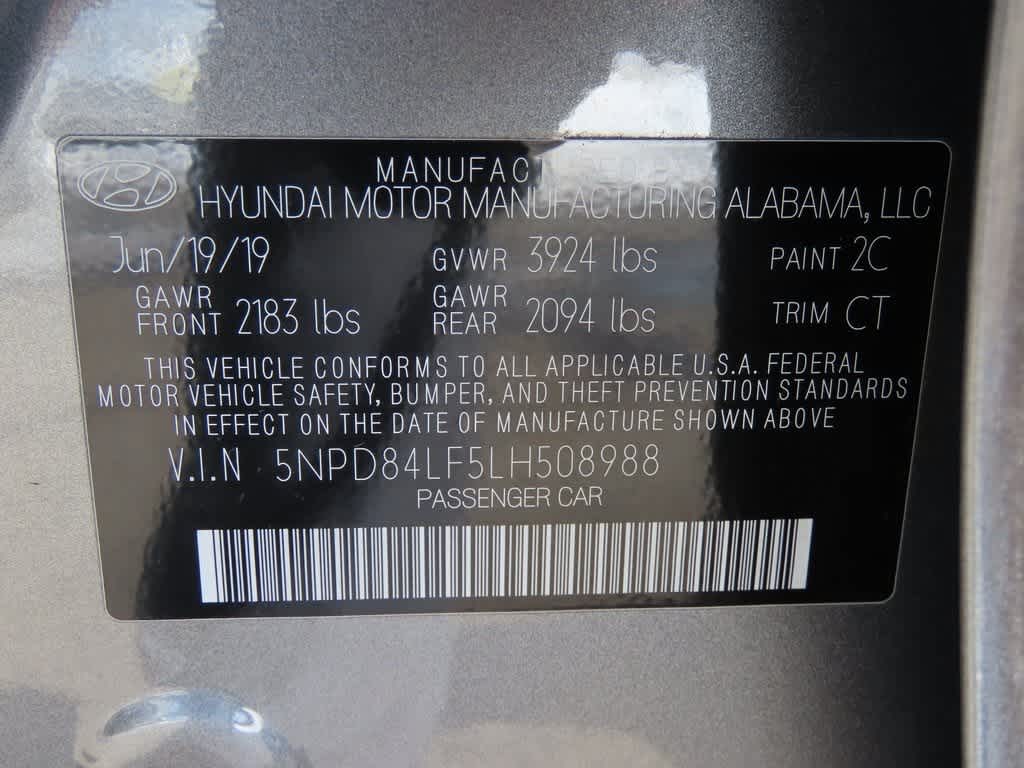 MANUFACTURED BY
HYUNDAI MOTOR MANUFACTURING ALABAMA, LLC
Jun/19/19 GVWR 3924 lbs PAINT 2C
GAWR FRONT 2183 lbs GAWR REAR 2094 lbs TRIM CT
THIS VEHICLE CONFORMS TO ALL APPLICABLE U.S.A. FEDERAL
MOTOR VEHICLE SAFETY, BUMPER, AND THEFT PREVENTION STANDARDS
IN EFFECT ON THE DATE OF MANUFACTURE SHOWN ABOVE
V.I.N 5NPD84LF5LH508988
PASSENGER CAR